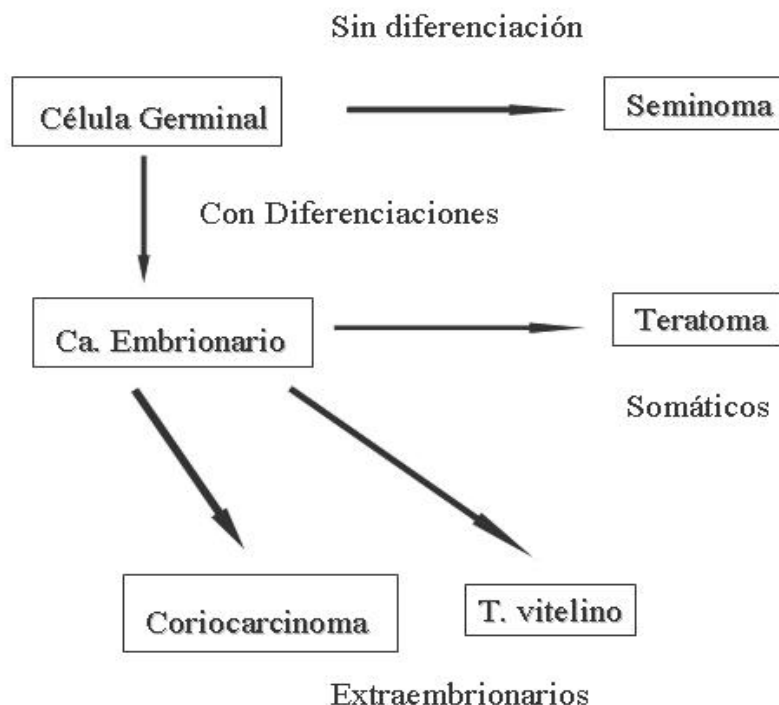 Sin diferenciación
Célula Germinal
Seminoma
Con Diferenciaciones
Ca. Embrionario
Teratoma
Somáticos
Coriocarcinoma
T. vitelino
Extraembrionarios